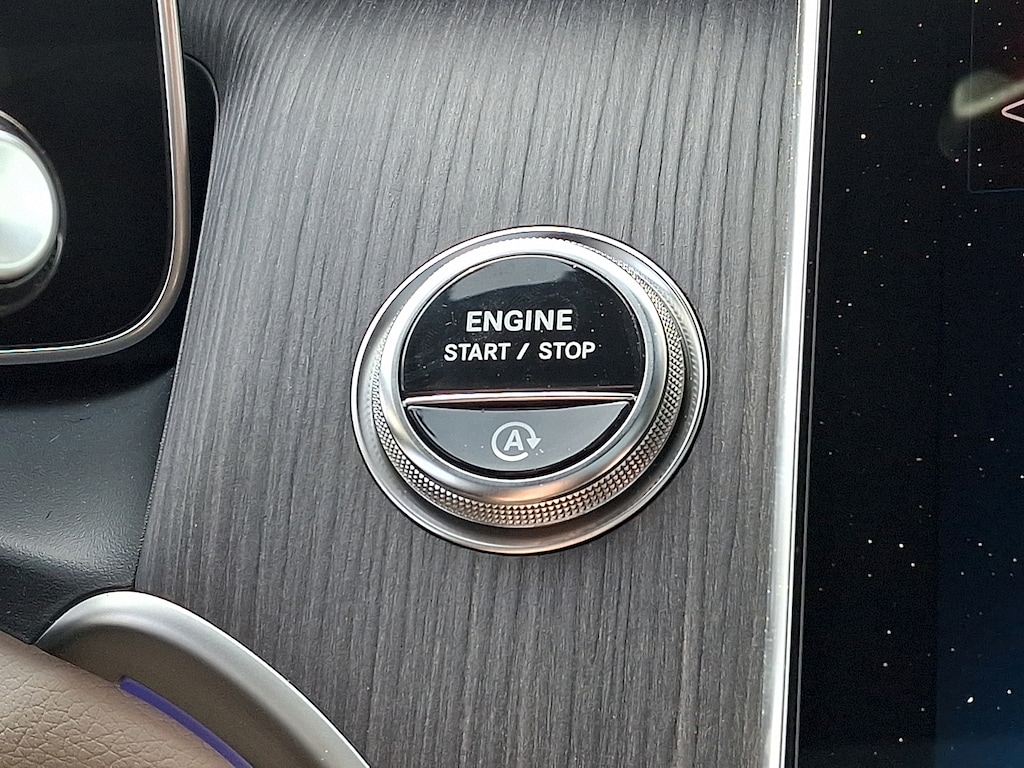 ENGINE
START / STOP
A